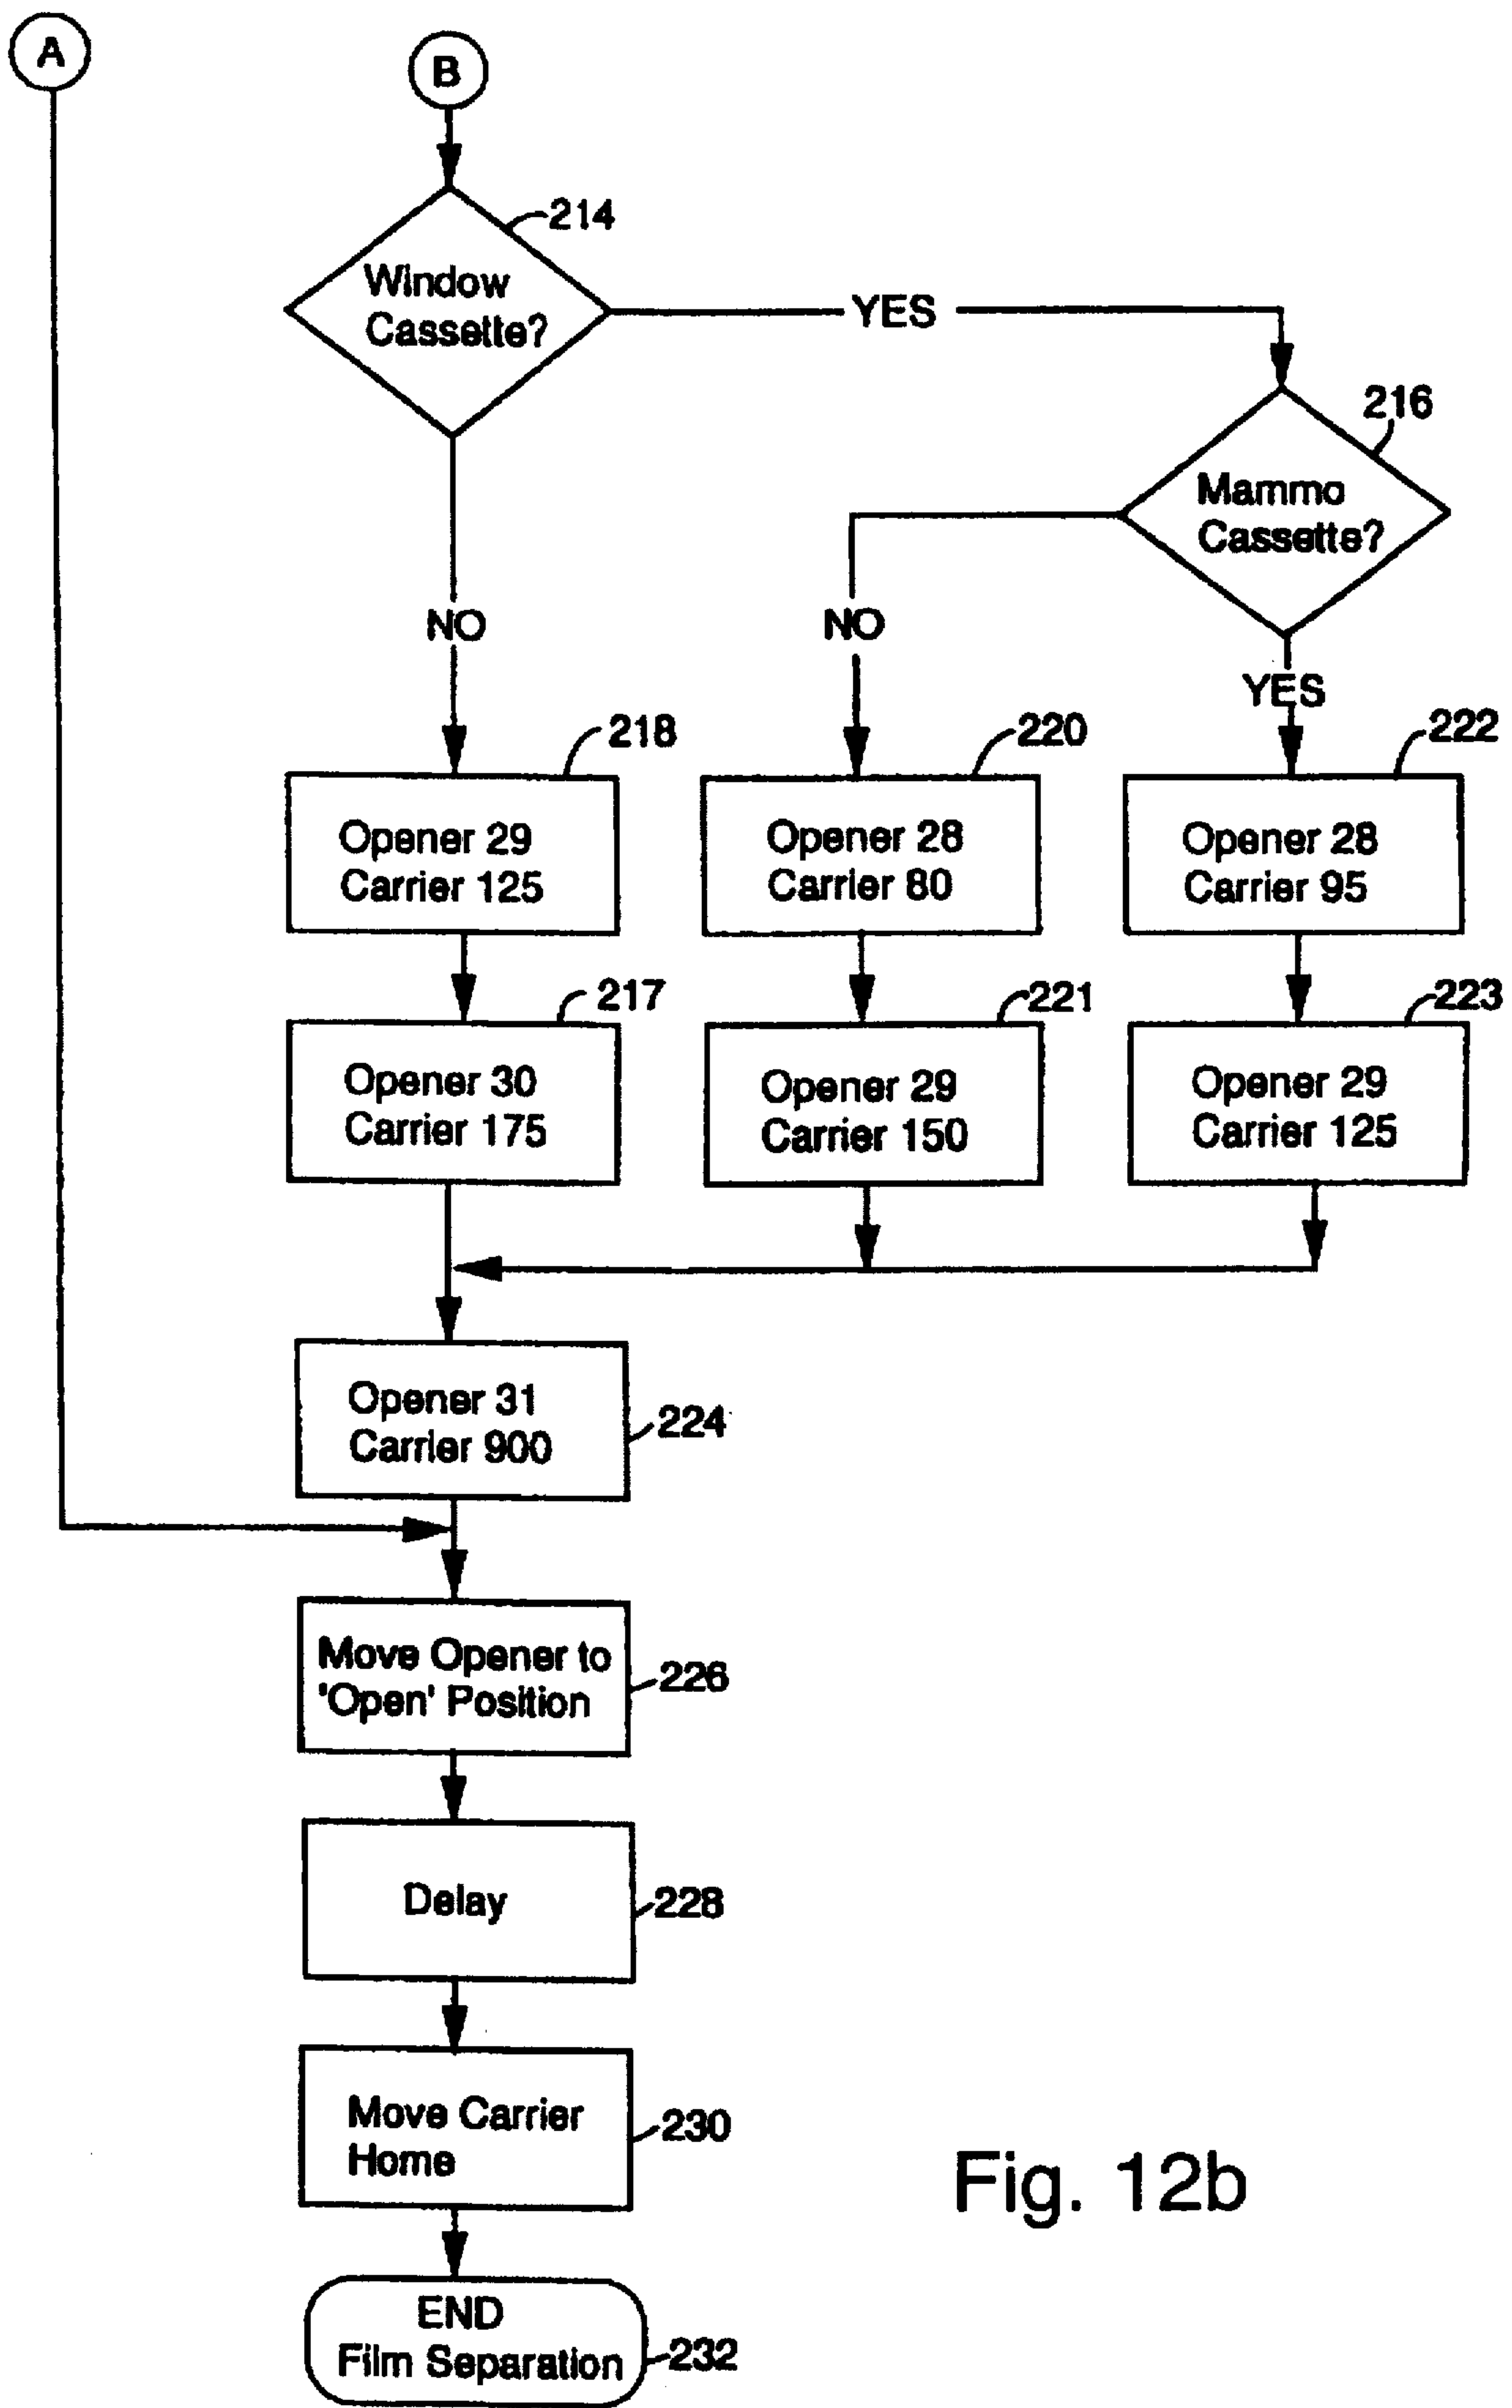 A
B
214
Window
Cassette?
YES
216
Mammo
Cassette?
NO
NO
YES
218
220
222
Opener 29
Carrier 125
Opener 28
Carrier 80
Opener 28
Carrier 95
217
221
223
Opener 30
Carrier 175
Opener 29
Carrier 150
Opener 29
Carrier 125
Opener 31
Carrier 900
224
Move Opener to
'Open' Position
226
Delay
228
Move Carrier
Home
230
Fig. 12b
END
Film Separation
232